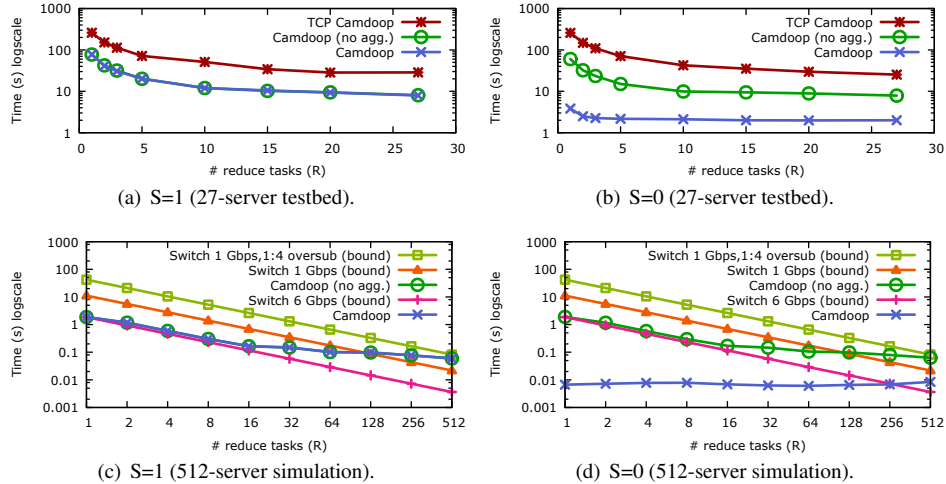 1000
100
10
1
0 5 10 15 20 25 30
Time (s) logscale
# reduce tasks (R)
TCP Camdoop
Camdoop (no agg.)
Camdoop
(a) S=1 (27-server testbed).
1000
100
10
1
0 5 10 15 20 25 30
Time (s) logscale
# reduce tasks (R)
TCP Camdoop
Camdoop (no agg.)
Camdoop
(b) S=0 (27-server testbed).
1000
100
10
1
0.1
0.01
0.001
1 2 4 8 16 32 64 128 256 512
Time (s) logscale
# reduce tasks (R)
Switch 1 Gbps,1:4 oversub (bound)
Switch 1 Gbps (bound)
Camdoop (no agg.)
Switch 6 Gbps (bound)
Camdoop
(c) S=1 (512-server simulation).
1000
100
10
1
0.1
0.01
0.001
1 2 4 8 16 32 64 128 256 512
Time (s) logscale
# reduce tasks (R)
Switch 1 Gbps,1:4 oversub (bound)
Switch 1 Gbps (bound)
Camdoop (no agg.)
Switch 6 Gbps (bound)
Camdoop
(d) S=0 (512-server simulation).